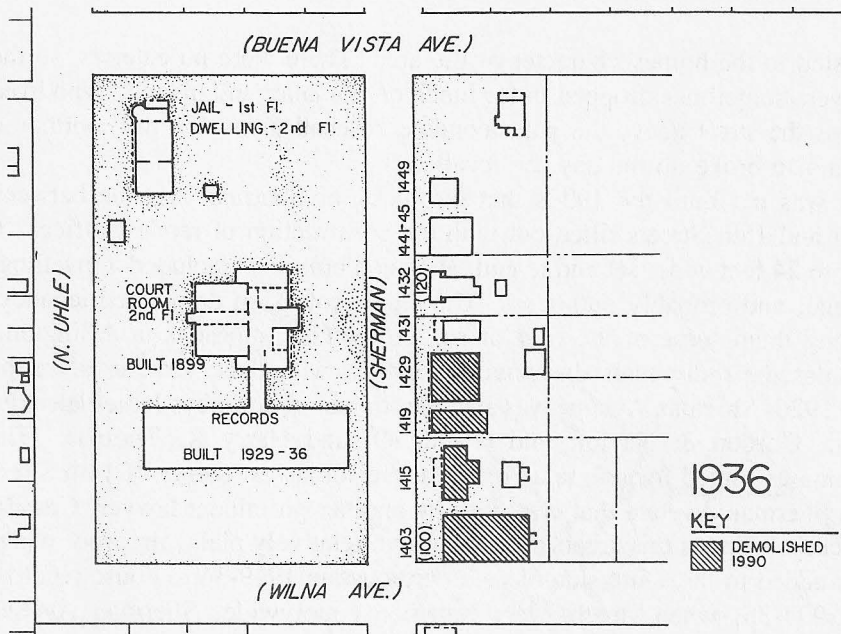 (BUENA VISTA AVE.)
JAIL - 1st Fl.
DWELLING - 2nd Fl.
(N. UHLE)
COURT
ROOM
2nd. Fl.
BUILT 1899
RECORDS
BUILT 1929-36
(SHERMAN)
1449
1441-45
1432
(120)
1431
1429
1419
1415
1403
(100)
(WILNA AVE.)
1936
KEY
DEMOLISHED
1990